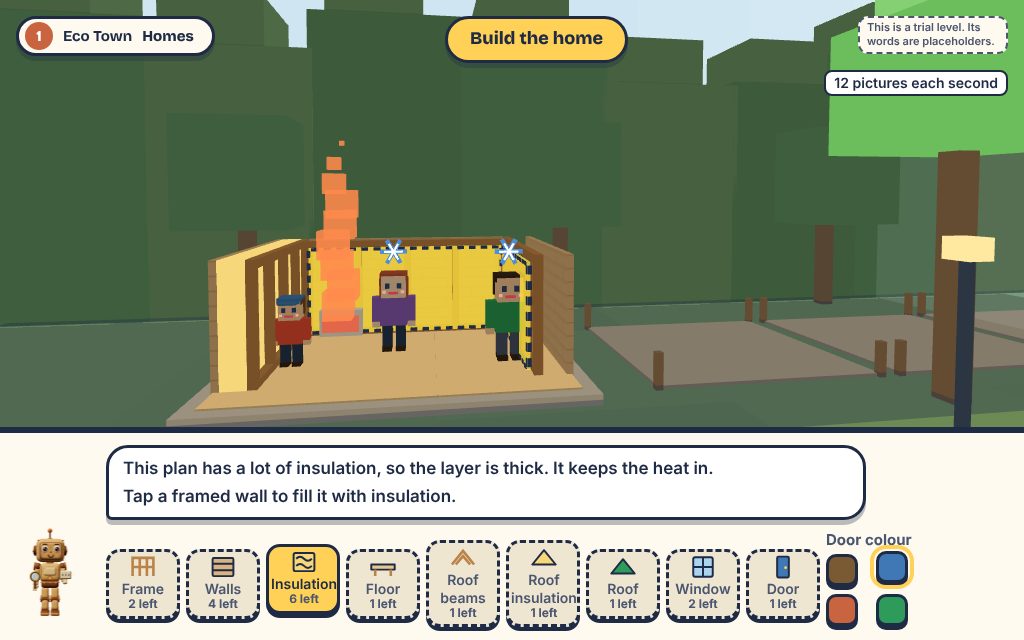 1 Eco Town Homes
Build the home
This is a trial level. Its
words are placeholders.
12 pictures each second
This plan has a lot of insulation, so the layer is thick. It keeps the heat in.
Tap a framed wall to fill it with insulation.
Frame
2 left
Walls
4 left
Insulation
6 left
Floor
1 left
Roof
beams
1 left
Roof
insulation
1 left
Roof
1 left
Window
2 left
Door
1 left
Door colour